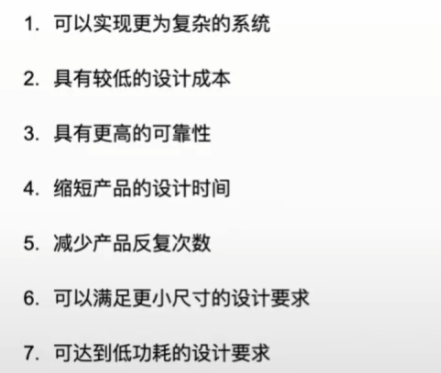 1. 可以实现更为复杂的系统
2. 具有较低的设计成本
3. 具有更高的可靠性
4. 缩短产品的设计时间
5. 减少产品反复次数
6. 可以满足更小尺寸的设计要求
7. 可达到低功耗的设计要求